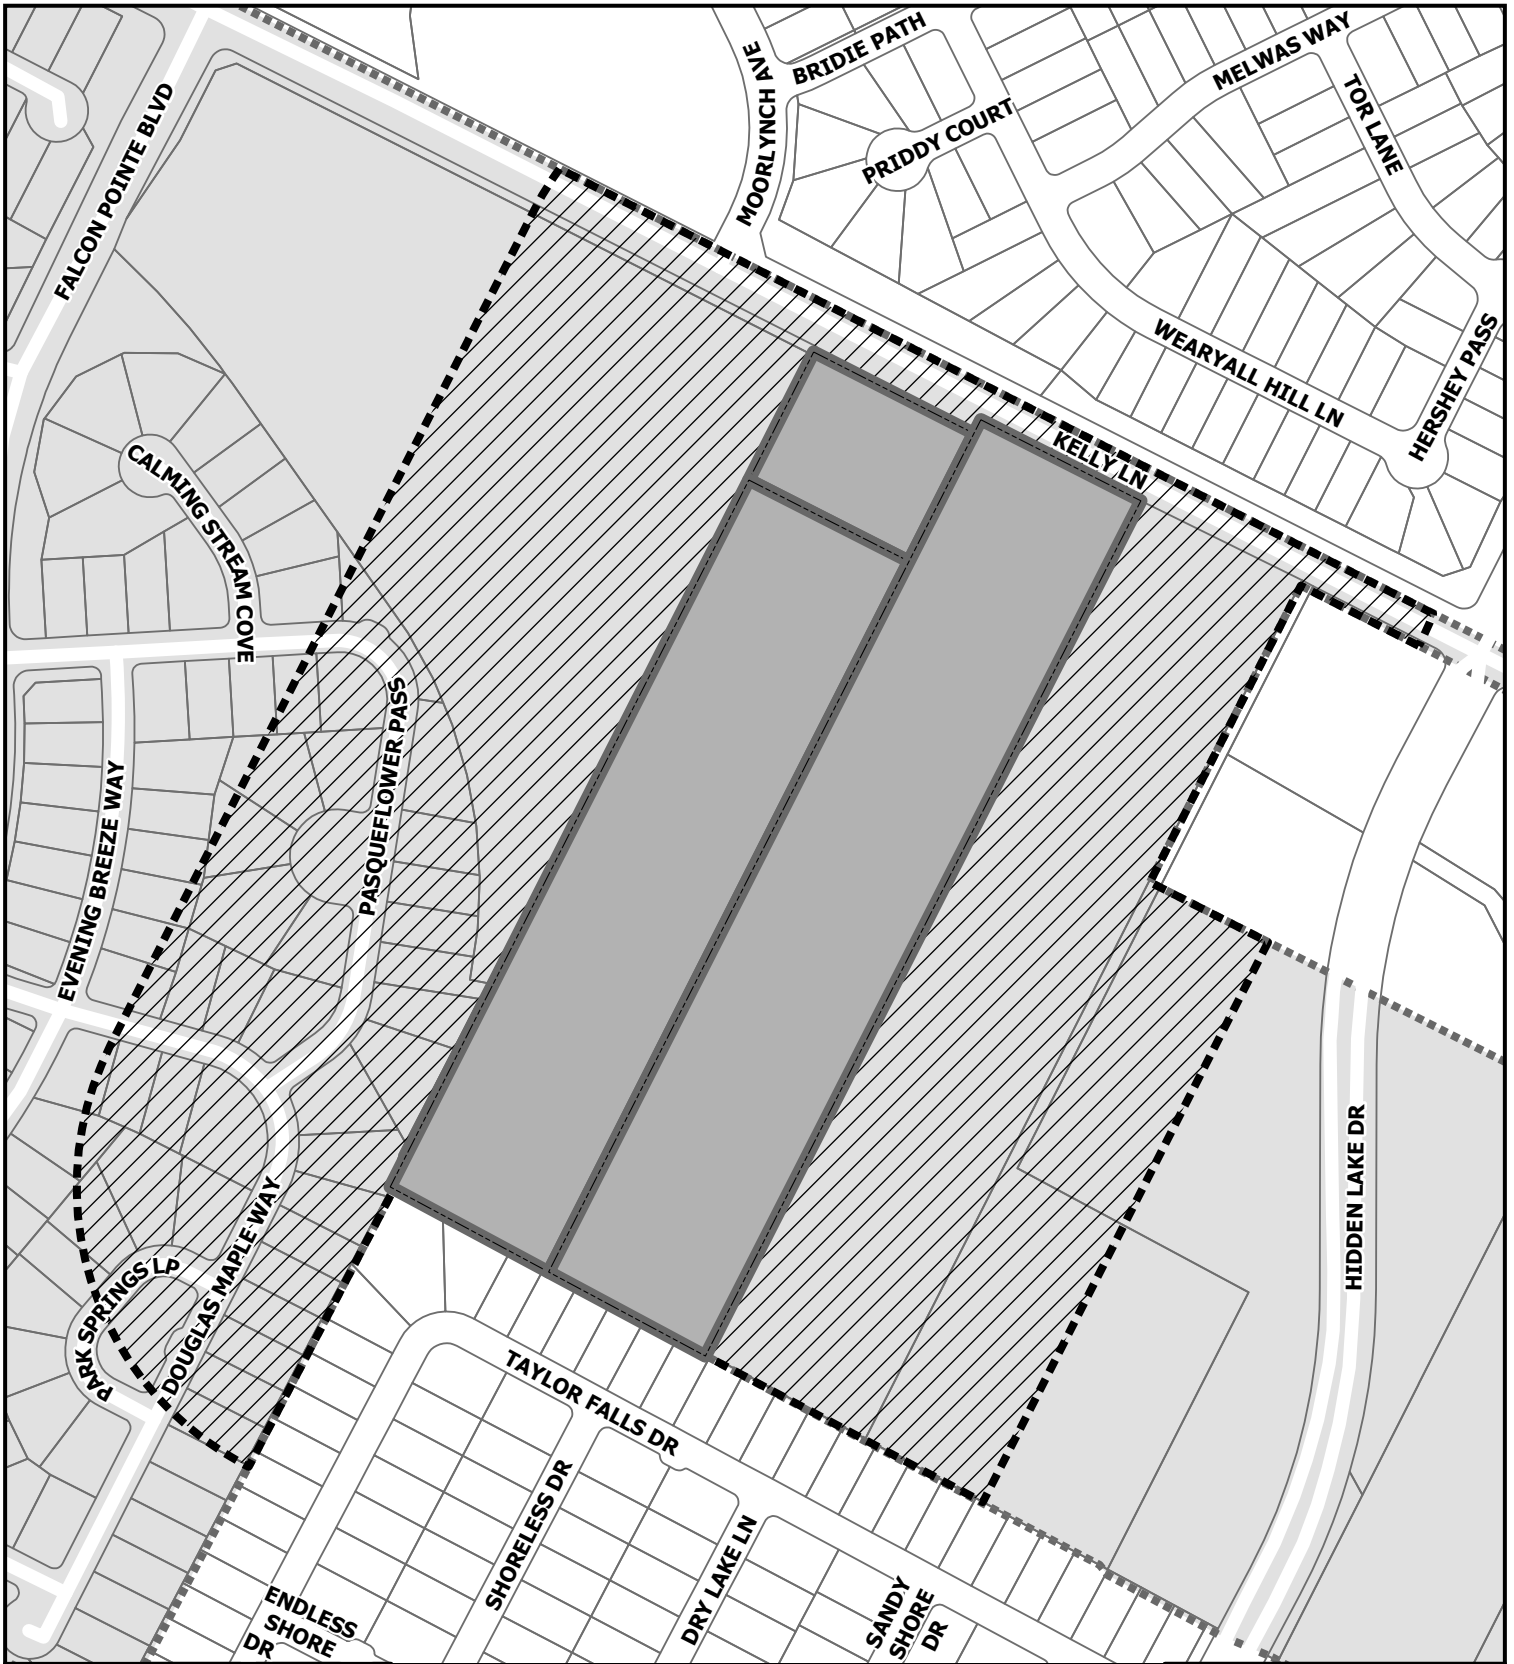 BRIDIE PATH
MELWAS WAY
MOORLYNCH AVE
FALCON POINTE BLVD
PRIDDY COURT
TOR LANE
WEARYALL HILL LN
HERSHEY PASS
KELLY LN
CALMING STREAM COVE
PASQUEFLOWER PASS
EVENING BREEZE WAY
HIDDEN LAKE DR
PARK SPRINGS LP
DOUGLAS MAPLE WAY
TAYLOR FALLS DR
SHORELESS DR
DRY LAKE LN
ENDLESS
SHORE
DR
SANDY
SHORE
DR